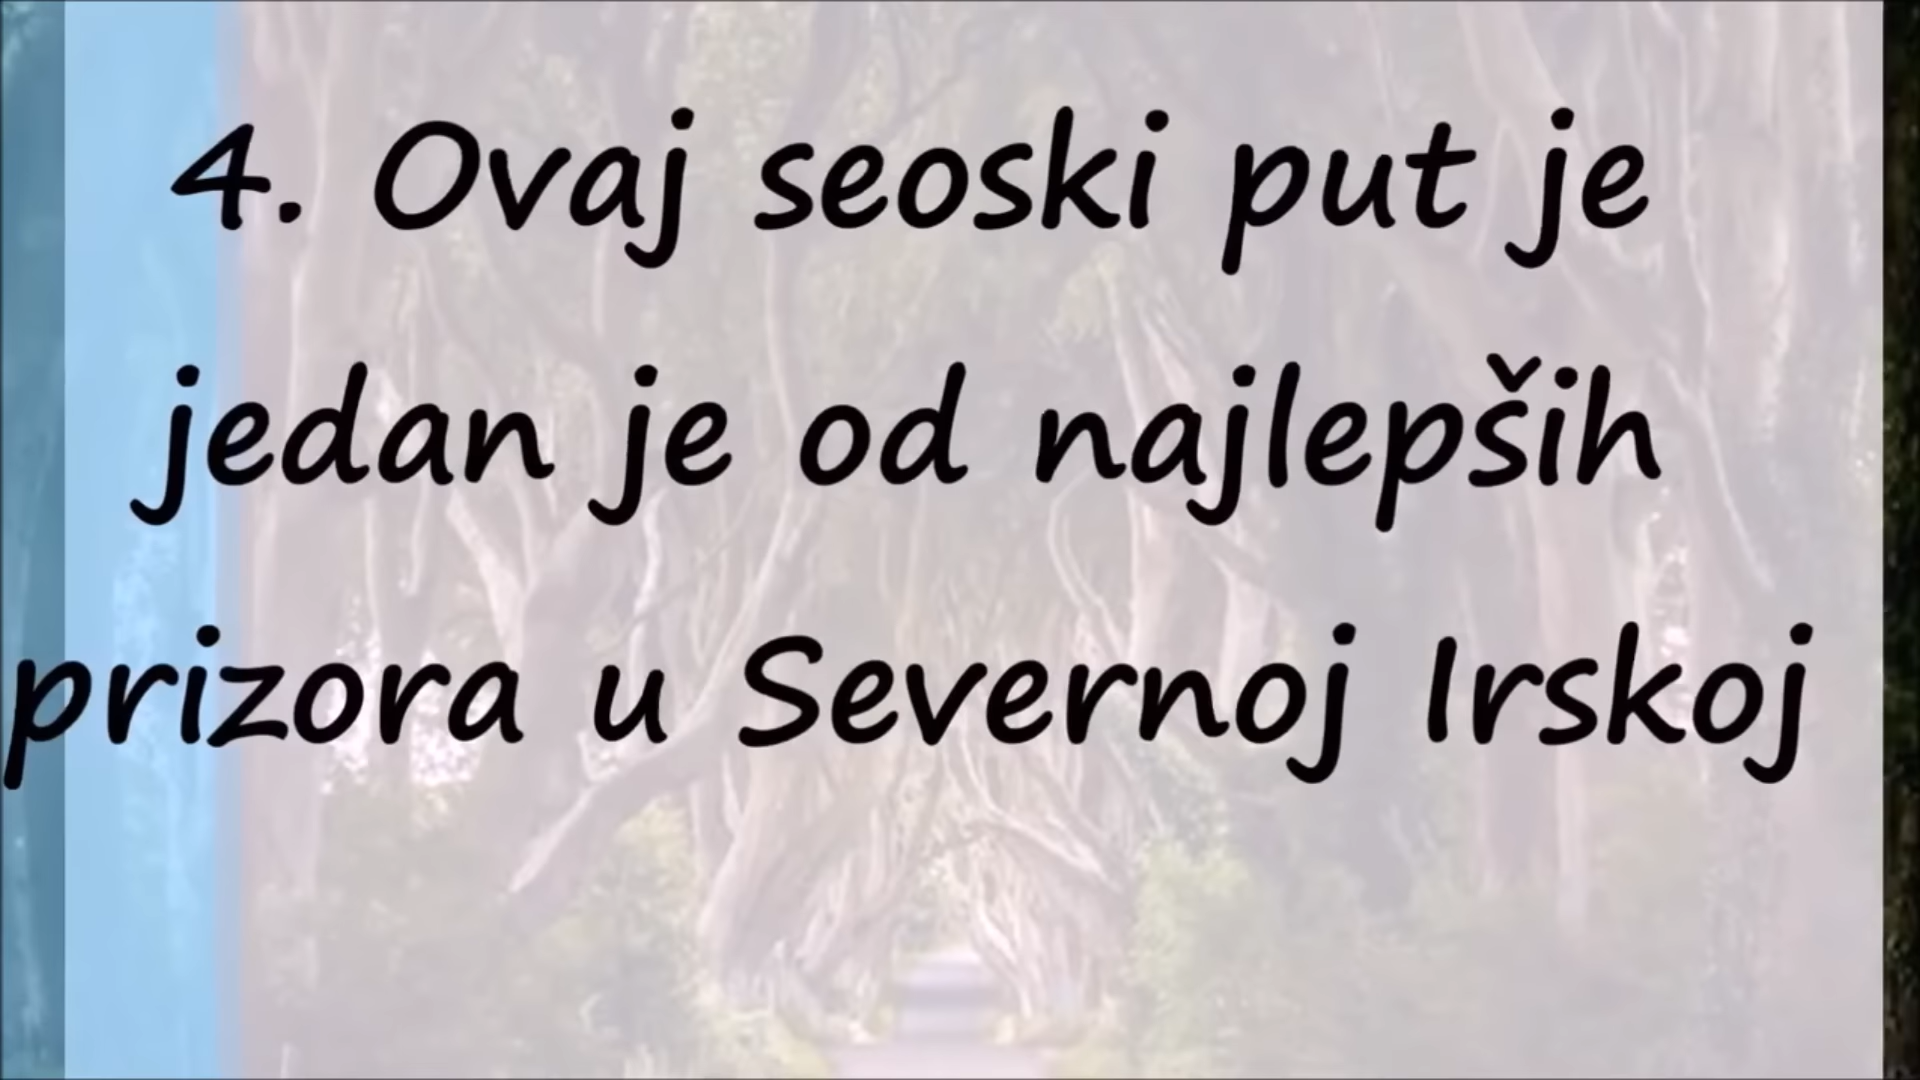 4. Ovaj seoski put je
jedan je od najlepših
prizora u Severnoj Irskoj